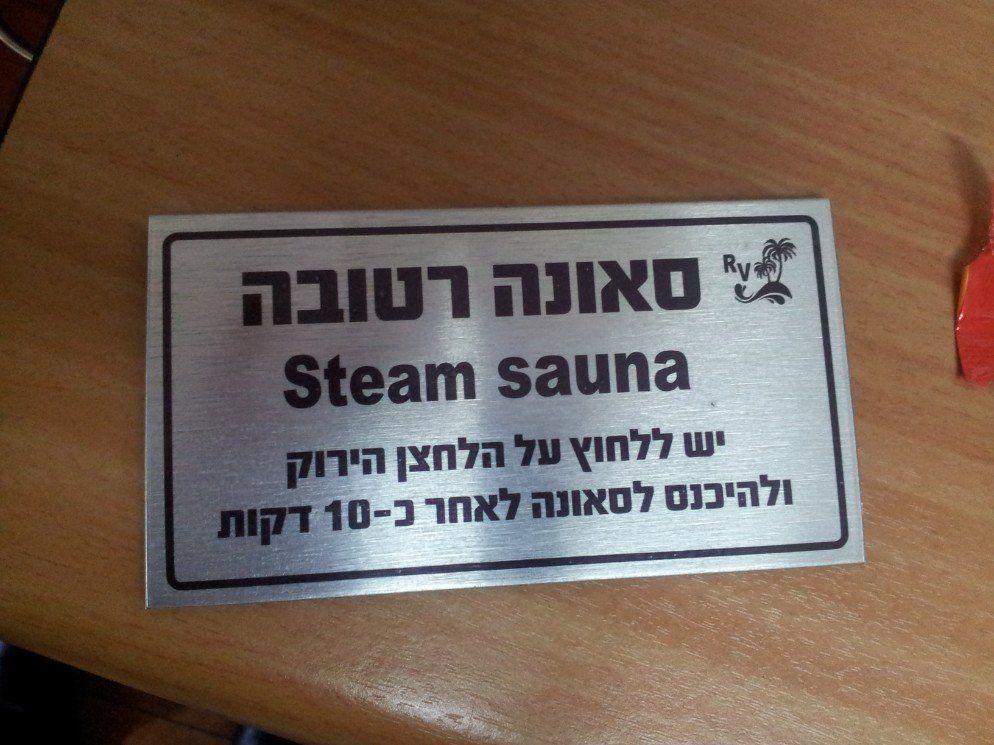 סאונה רטובה
RV
Steam sauna
יש ללחוץ על הלחצן הירוק
ולהיכנס לסאונה לאחר כ-10 דקות